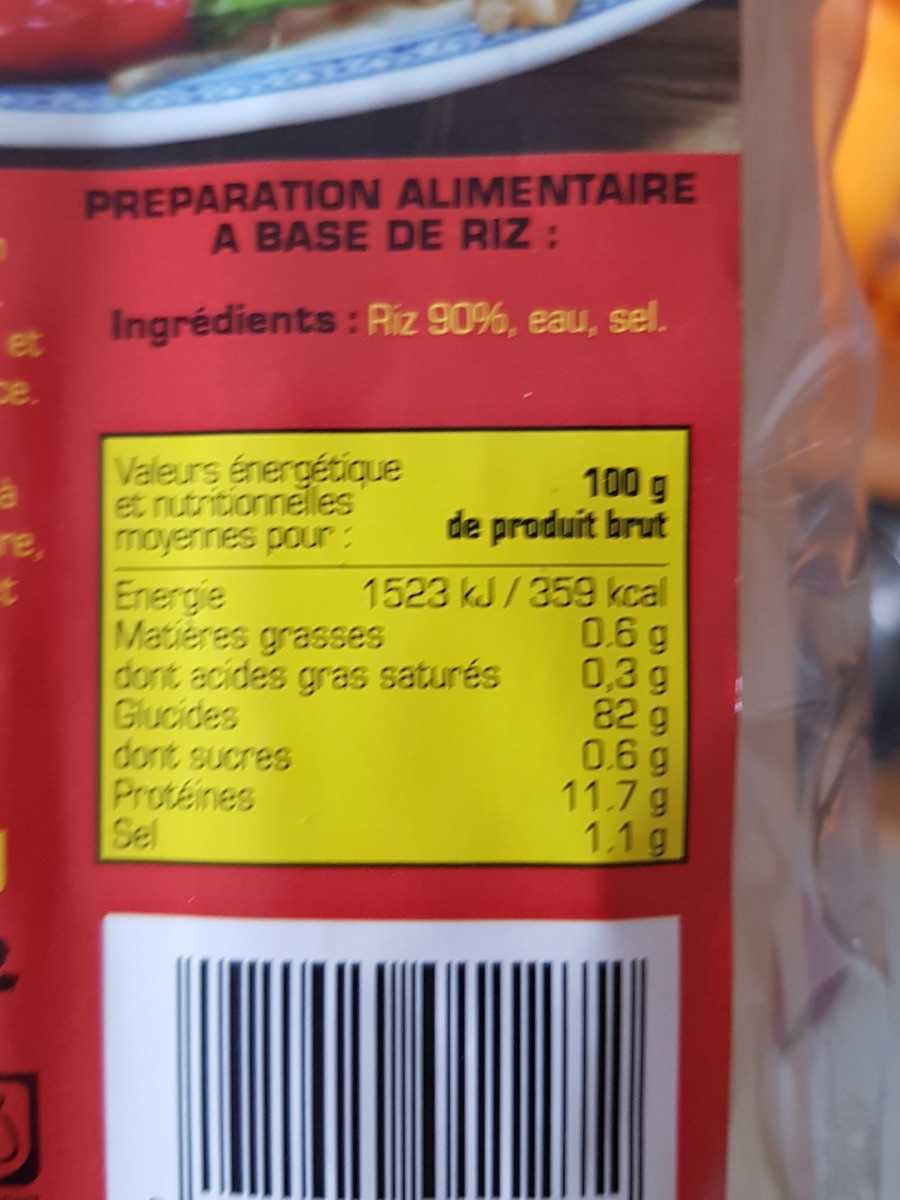 PREPARATION ALIMENTAIRE
A BASE DE RIZ :
Ingrédients : Riz 90%, eau, sel.
et
re,
Valeurs énergétique
et nutritionnelles
moyennes pour :
100 g
de produit brut
Energie 1523 kJ / 359 kcal
Matières grasses 0.6 g
dont acides gras saturés 0,3 g
Glucides 82 g
dont sucres 0.6 g
Protéines 11.7 g
Sel 1.1 g